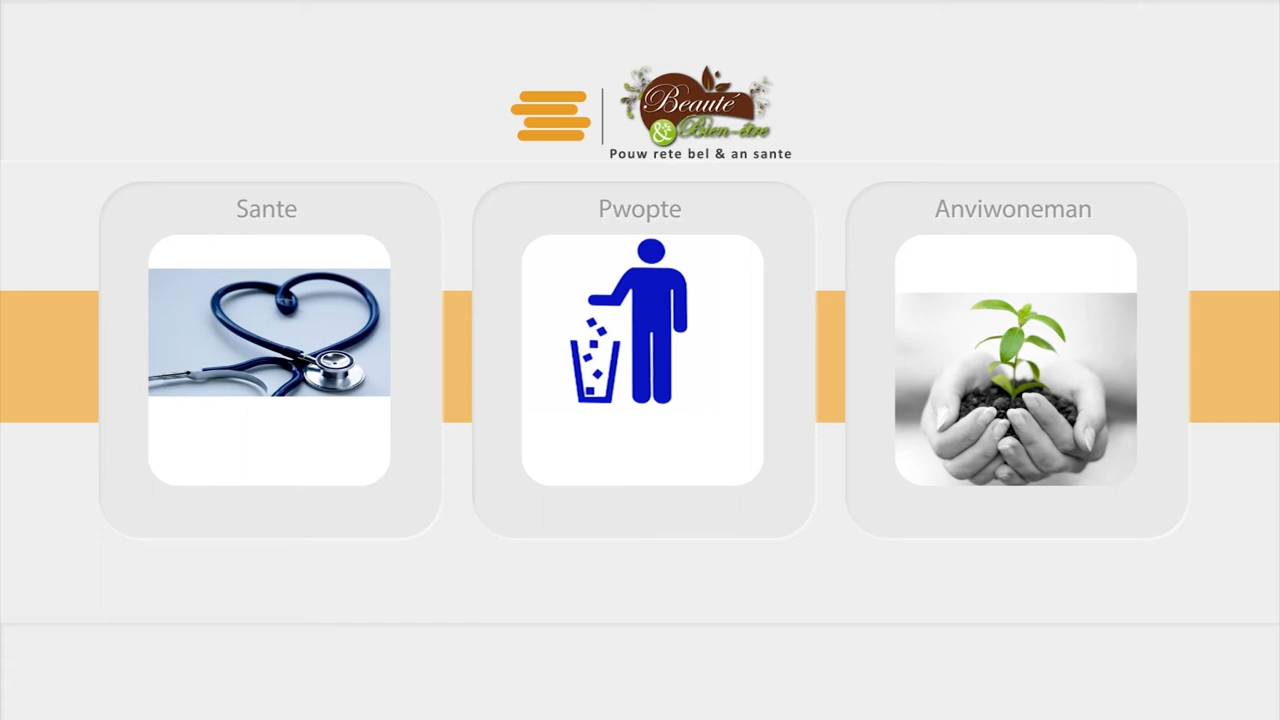 Beauté
& Bien-être
Pouw rete bel & an sante
Sante
Pwopte
Anviwoneman